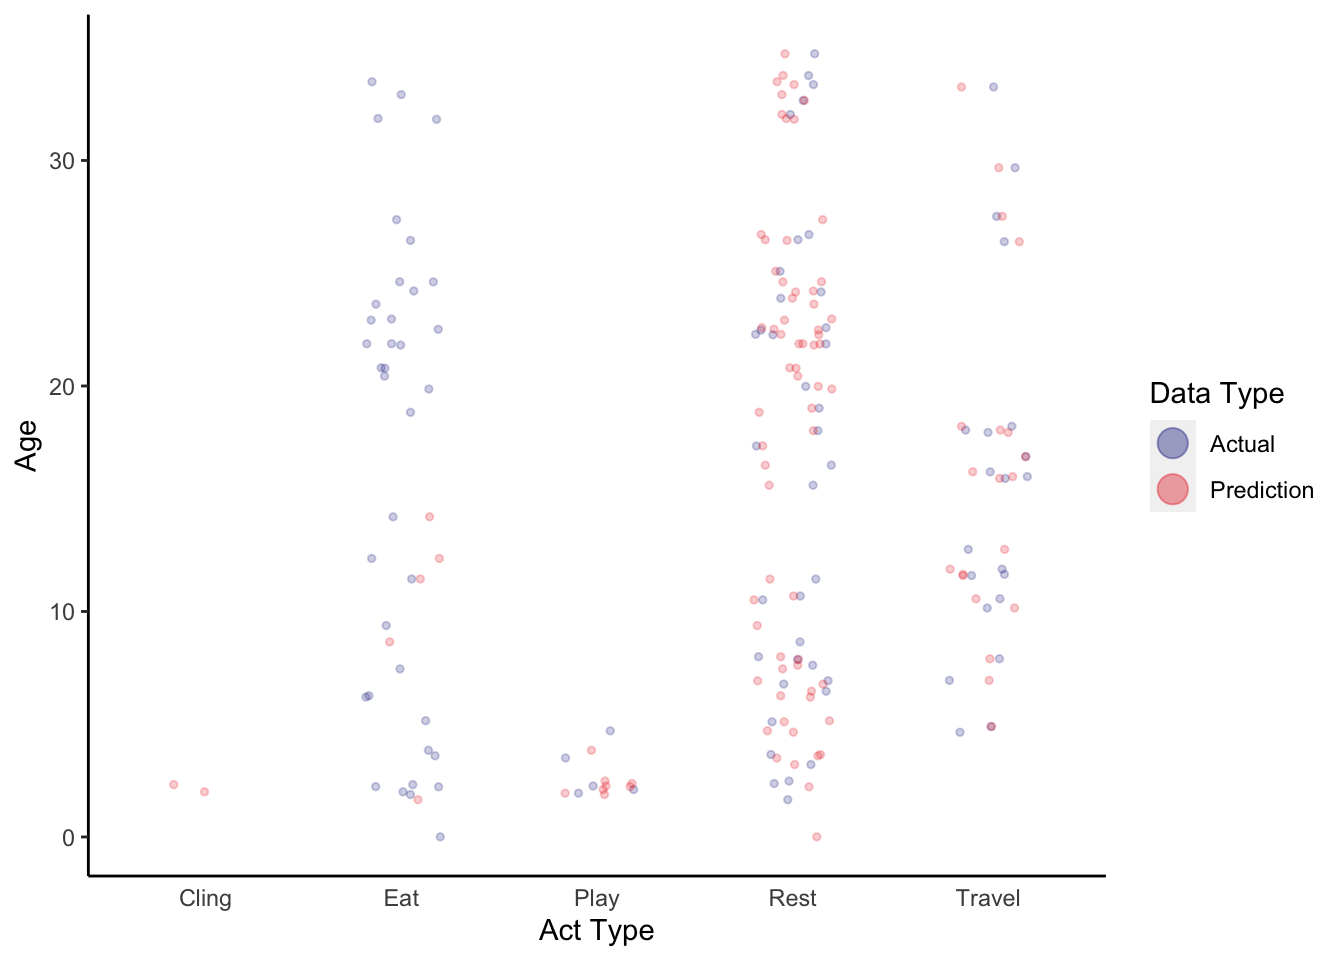 30
20
10
0
Age
Cling Eat Play Rest Travel
Act Type
Data Type
Actual
Prediction